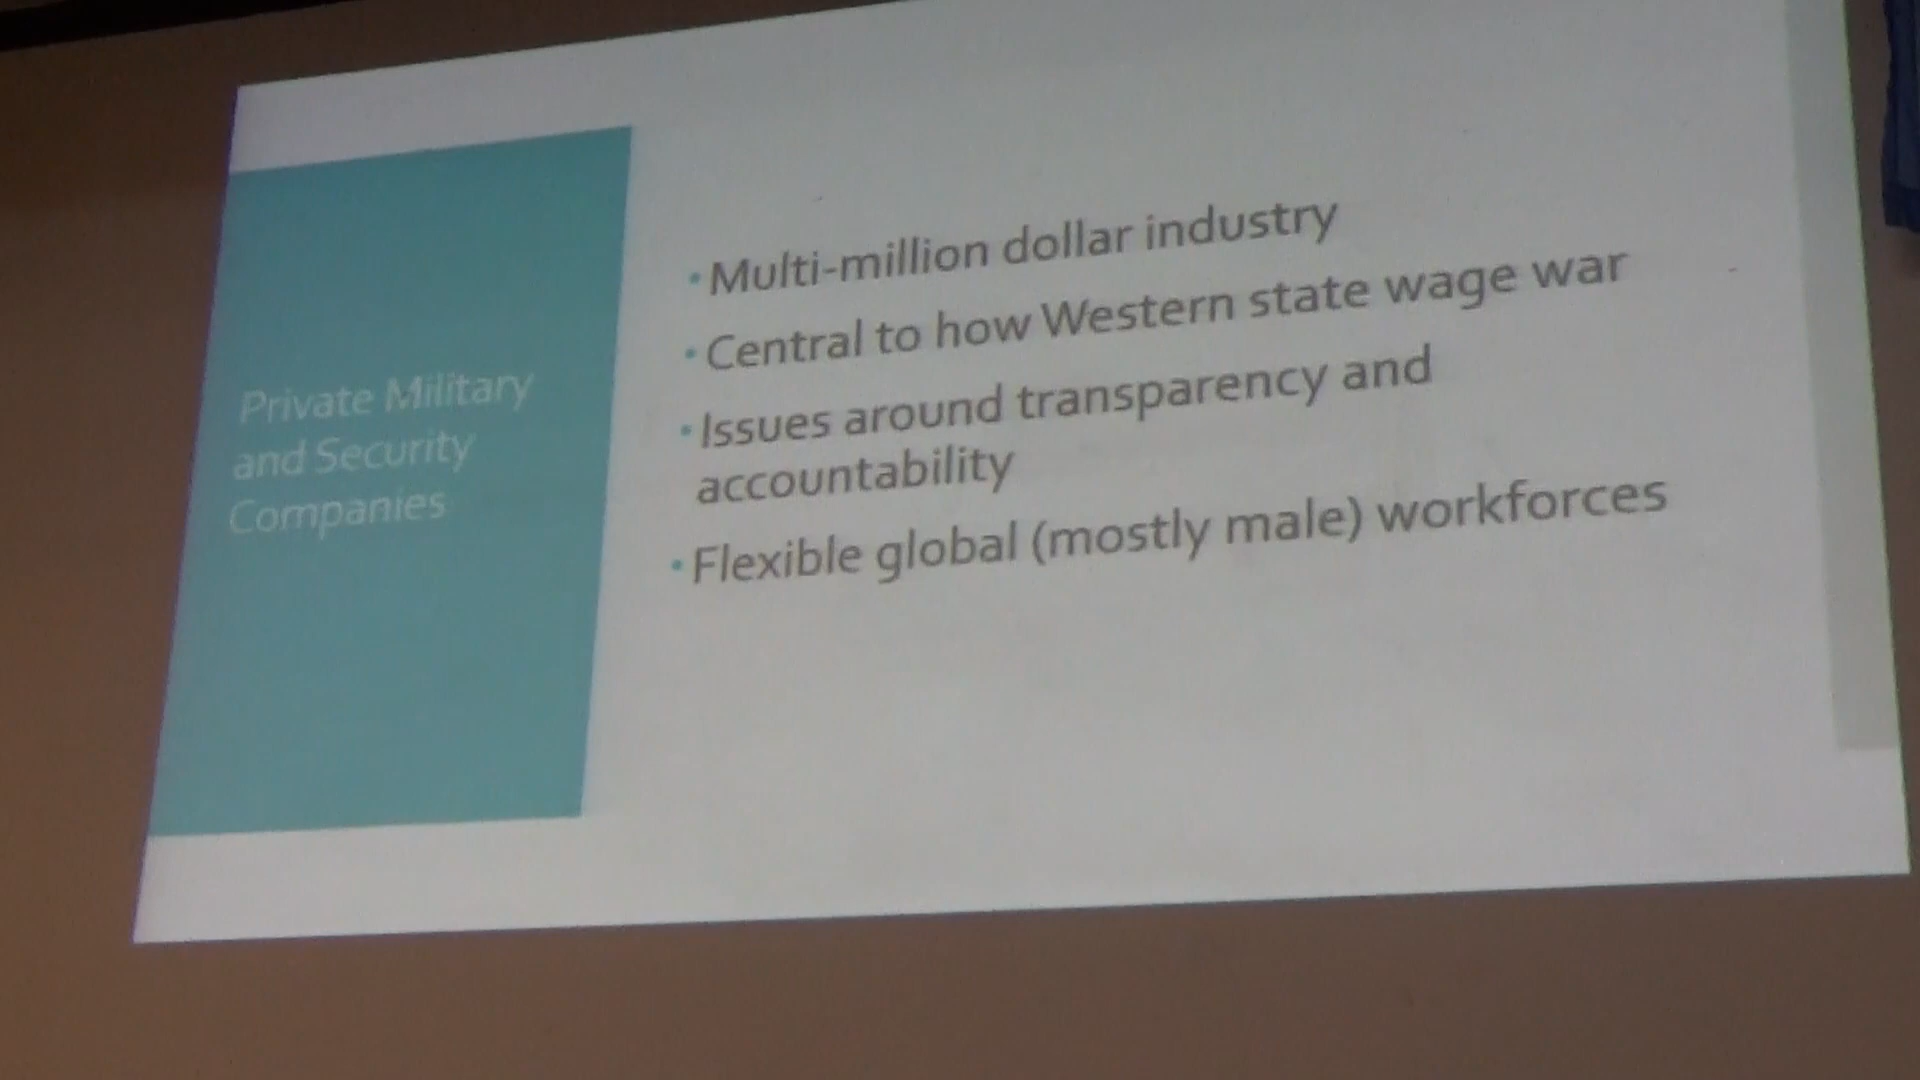 Private Military
and Security
Companies
• Multi-million dollar industry
• Central to how Western state wage war
• Issues around transparency and
accountability
• Flexible global (mostly male) workforces